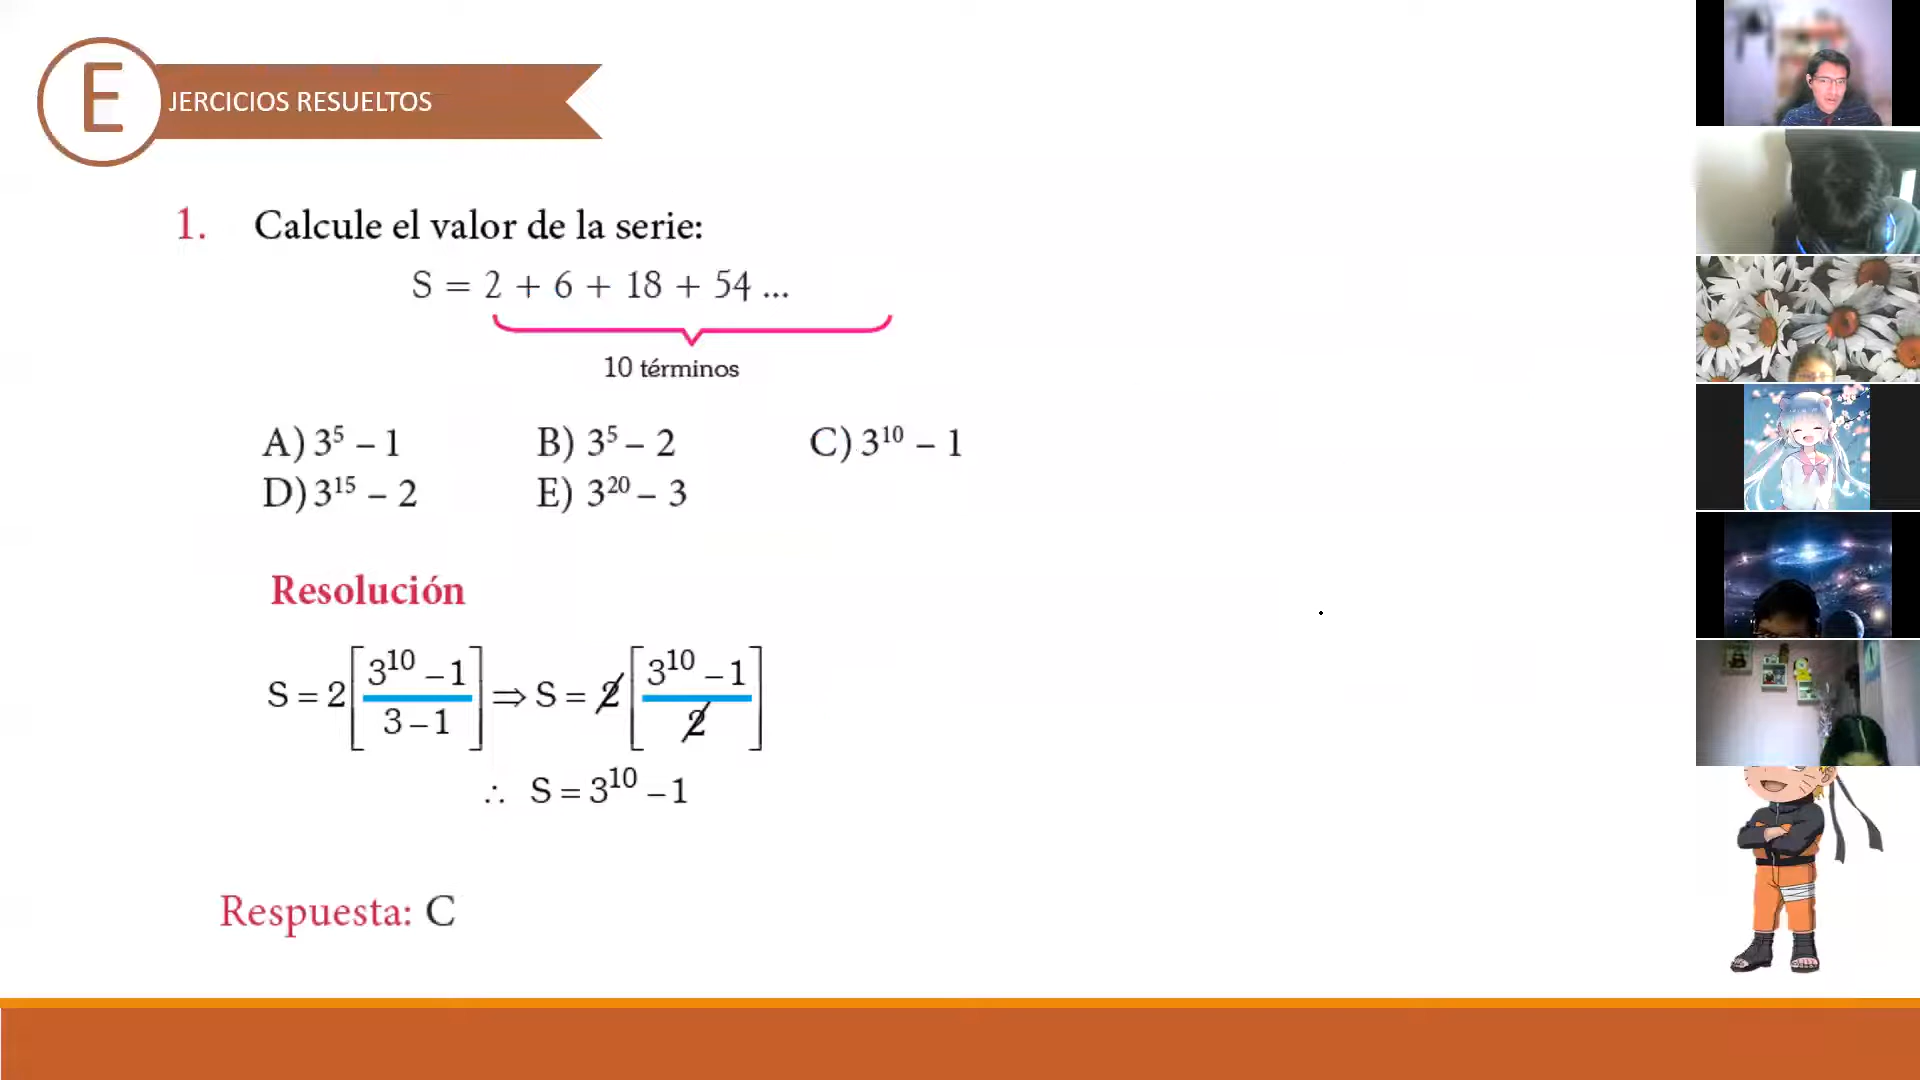 EJERCICIOS RESUELTOS
1. Calcule el valor de la serie:
S = 2 + 6 + 18 + 54 ...
10 términos
A) 3⁵ – 1 B) 3⁵ – 2 C) 3¹⁰ – 1
D) 3¹⁵ – 2 E) 3²⁰ – 3
Resolución
S = 2[(3¹⁰ – 1)/(3 – 1)] ⇒ S = 2[(3¹⁰ – 1)/2]
∴ S = 3¹⁰ – 1
Respuesta: C